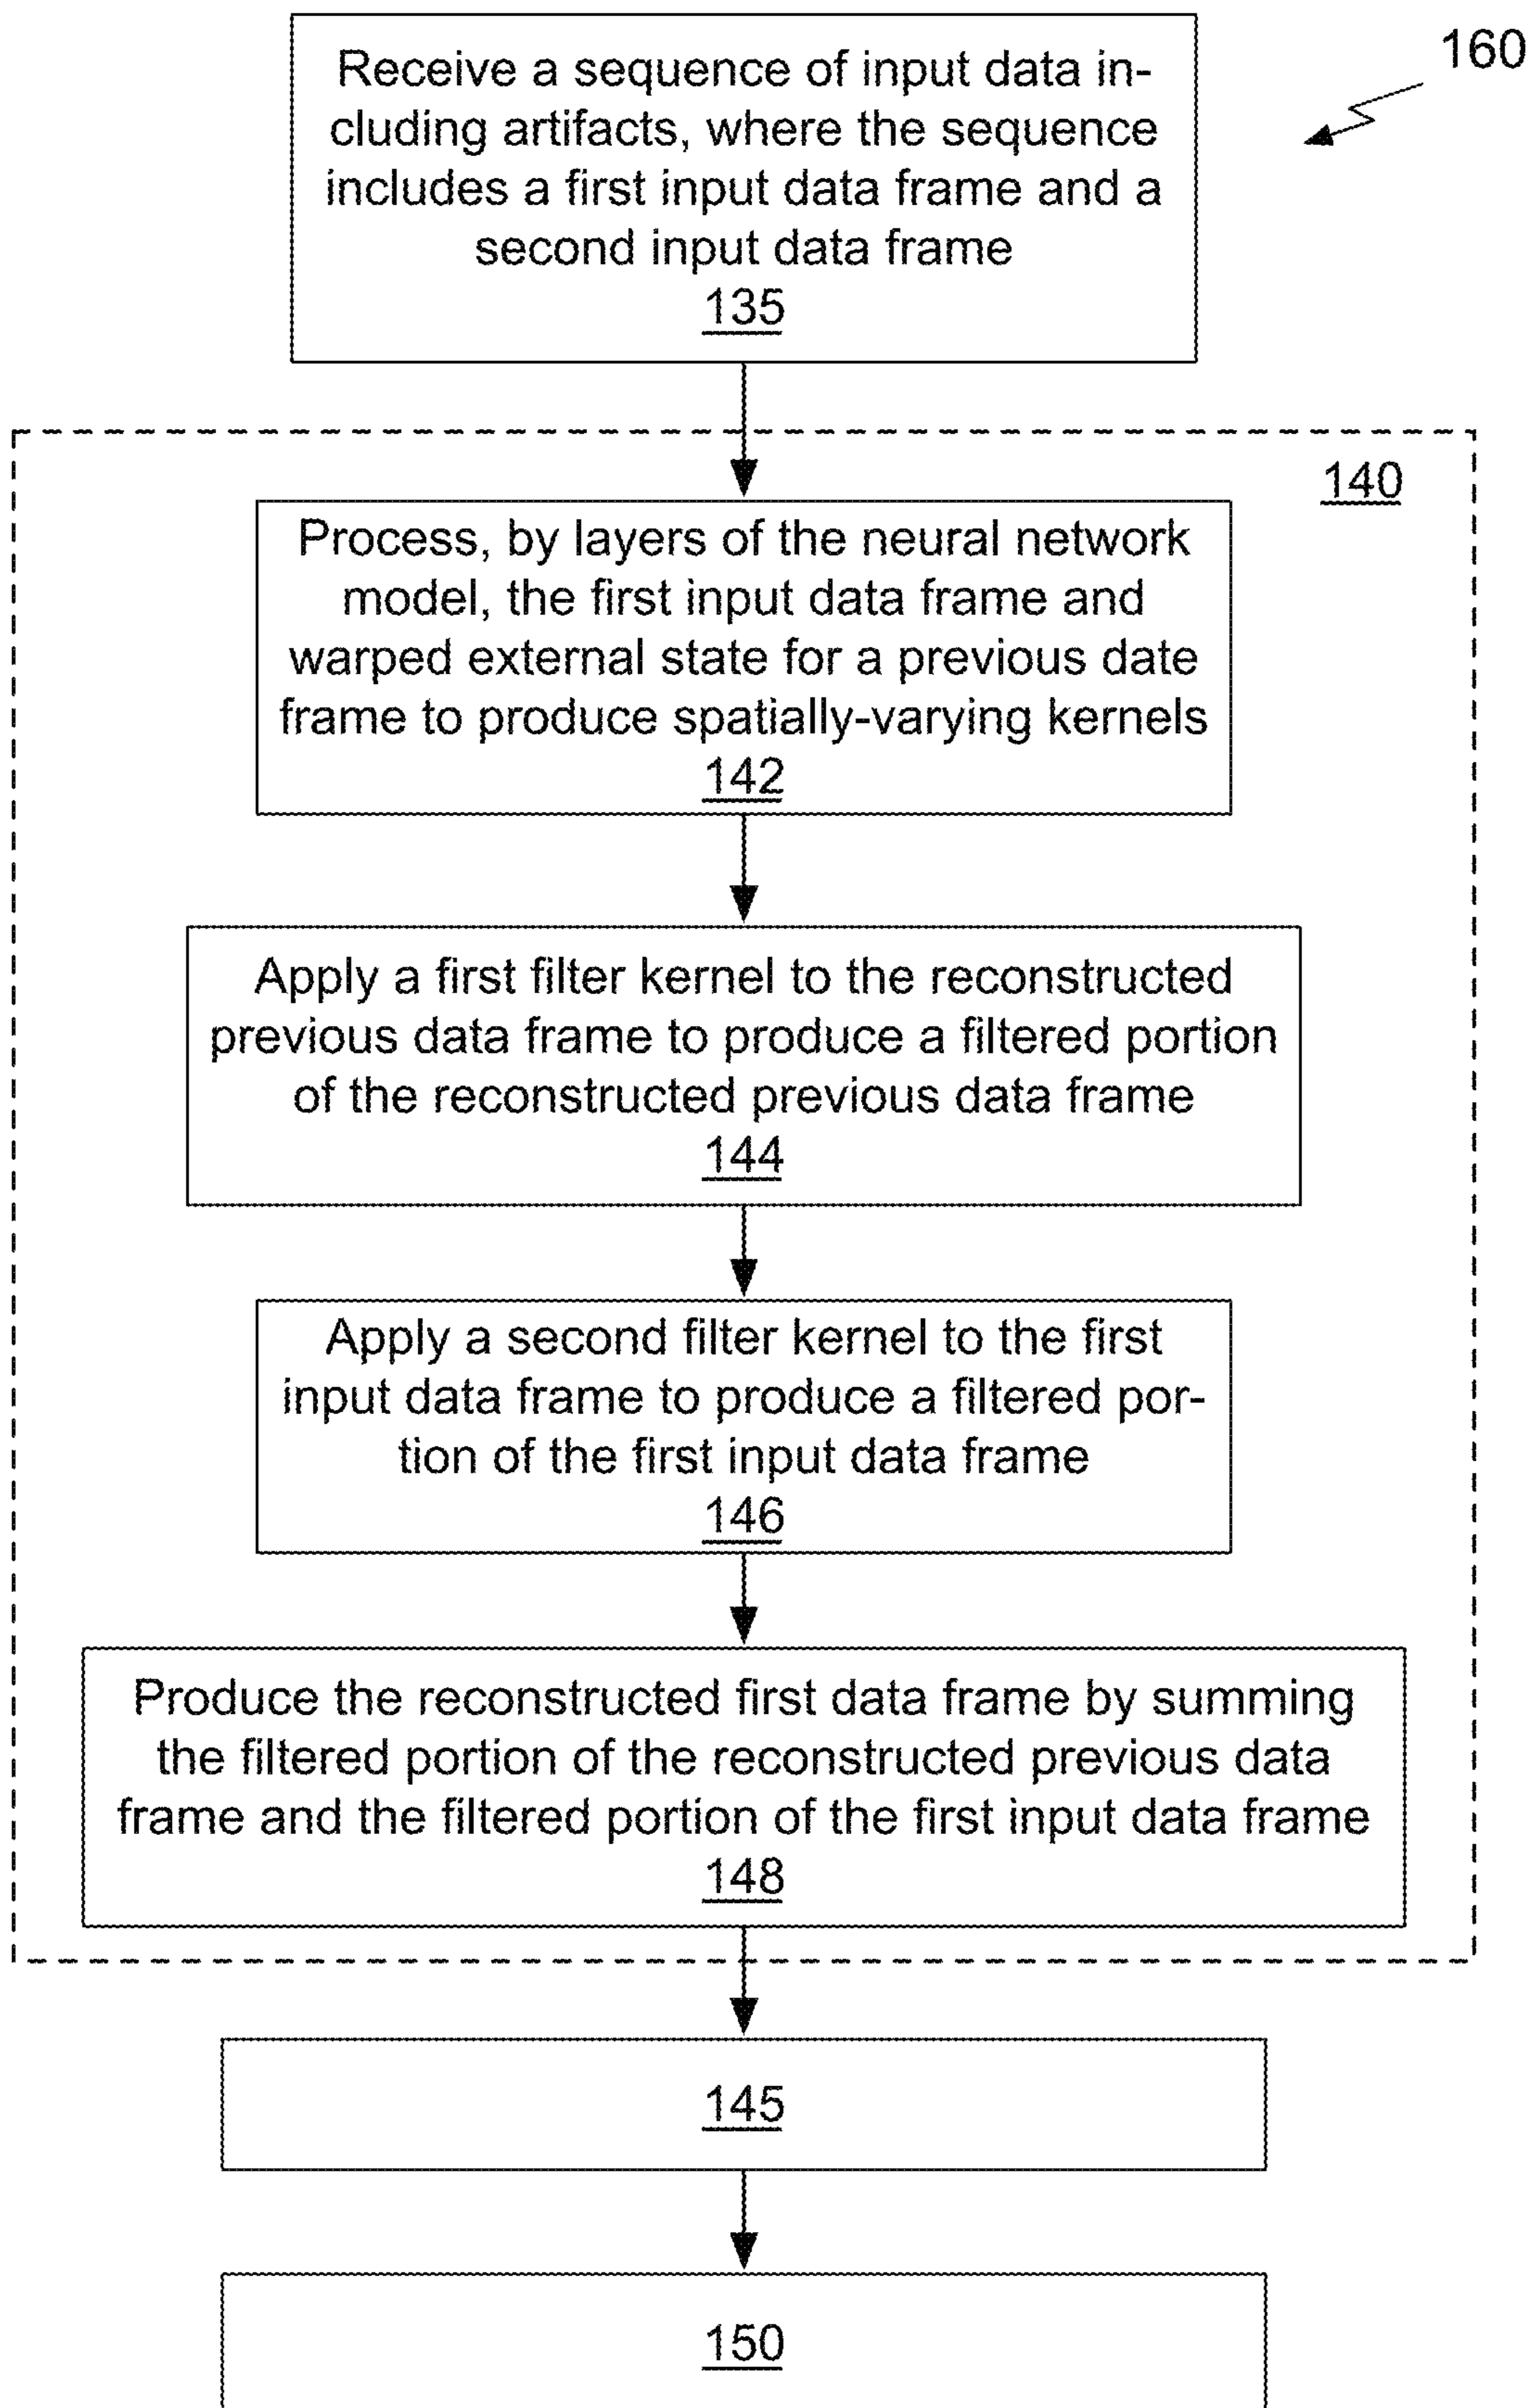 160
Receive a sequence of input data in-
cluding artifacts, where the sequence
includes a first input data frame and a
second input data frame
135
140
Process, by layers of the neural network
model, the first input data frame and
warped external state for a previous date
frame to produce spatially-varying kernels
142
Apply a first filter kernel to the reconstructed
previous data frame to produce a filtered portion
of the reconstructed previous data frame
144
Apply a second filter kernel to the first
input data frame to produce a filtered por-
tion of the first input data frame
146
Produce the reconstructed first data frame by summing
the filtered portion of the reconstructed previous data
frame and the filtered portion of the first input data frame
148
145
150